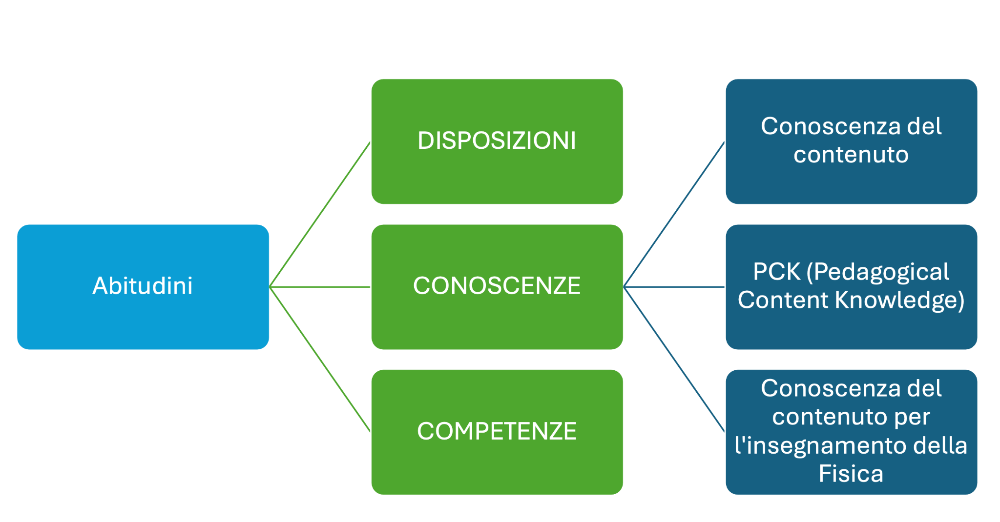 Abitudini
DISPOSIZIONI
CONOSCENZE
COMPETENZE
Conoscenza del
contenuto
PCK (Pedagogical
Content Knowledge)
Conoscenza del
contenuto per
l'insegnamento della
Fisica